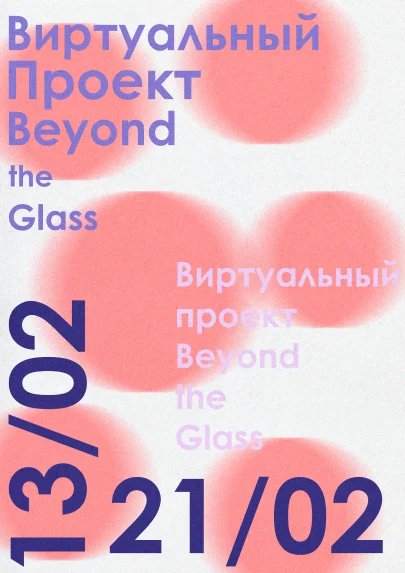 Виртуальный
Проект
Beyond
the
Glass
Виртуальный
проект
Beyond
the
Glass
13/02
21/02